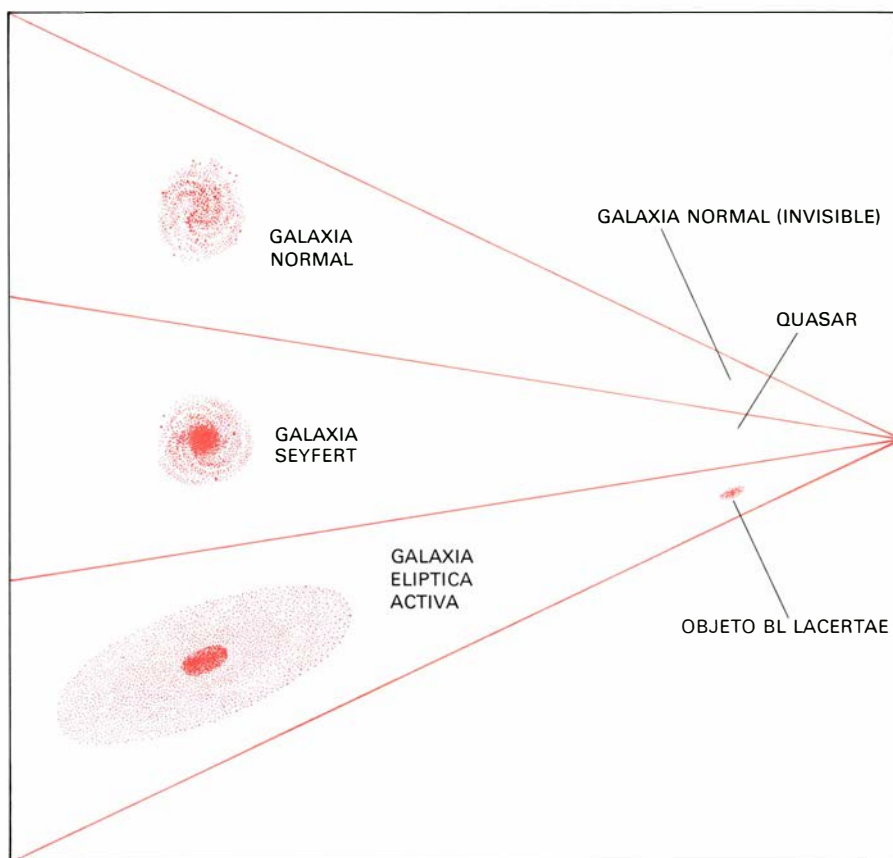 GALAXIA
NORMAL
GALAXIA NORMAL (INVISIBLE)
QUASAR
GALAXIA
SEYFERT
GALAXIA
ELIPTICA
ACTIVA
OBJETO BL LACERTAE